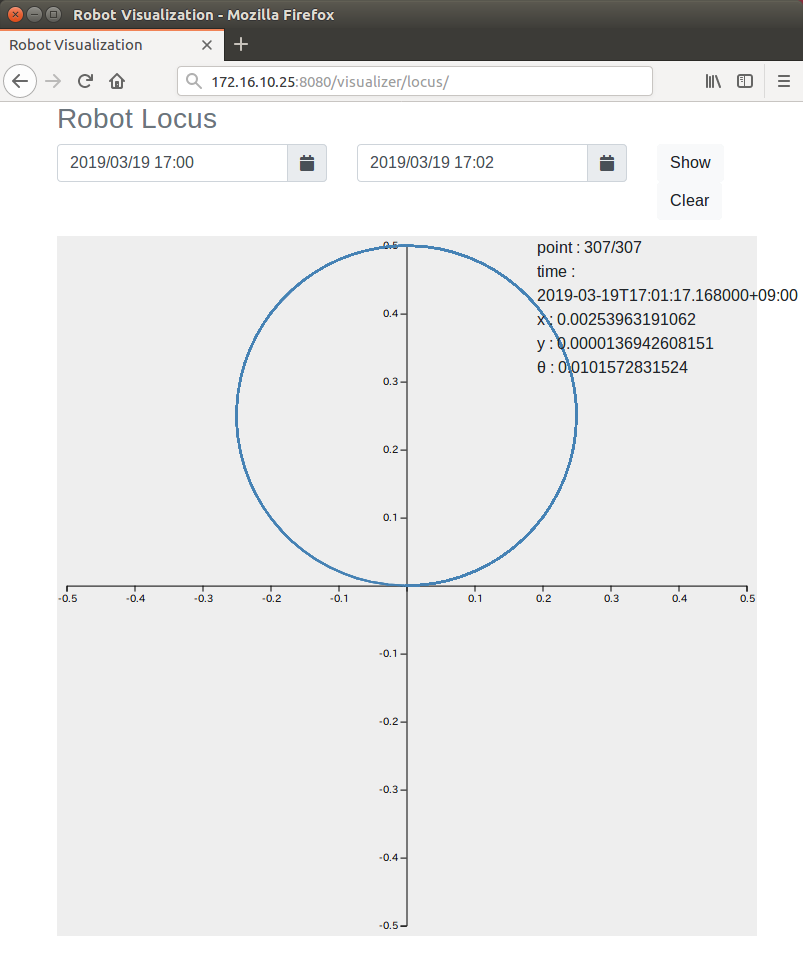 Robot Visualization - Mozilla Firefox
Robot Visualization
172.16.10.25:8080/visualizer/locus/
Robot Locus
2019/03/19 17:00
2019/03/19 17:02
Show
Clear
point : 307/307
time :
2019-03-19T17:01:17.168000+09:00
x : 0.00253963191062
y : 0.0000136942608151
θ : 0.0101572831524
0.5
0.4
0.3
0.2
0.1
-0.5 -0.4 -0.3 -0.2 -0.1 0.1 0.2 0.3 0.4 0.5
-0.1
-0.2
-0.3
-0.4
-0.5